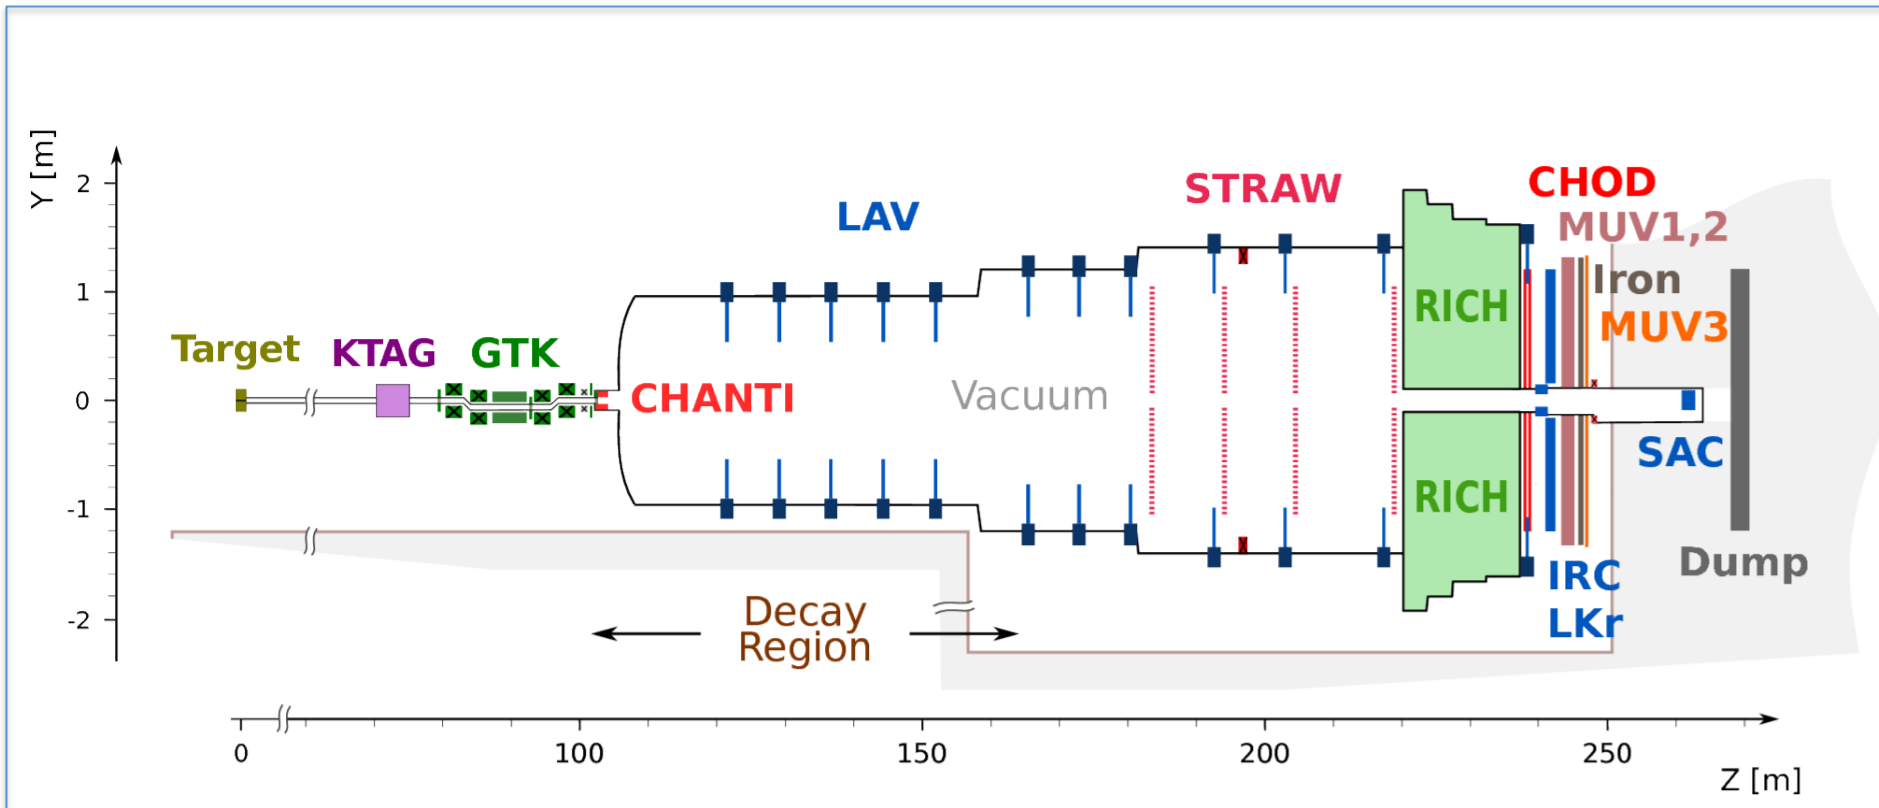 Y [m]
2
1
0
-1
-2
Target
KTAG
GTK
CHANTI
LAV
Vacuum
STRAW
RICH
RICH
CHOD
MUV1,2
Iron
MUV3
SAC
IRC
LKr
Dump
Decay
Region
0
100
150
200
250
Z [m]